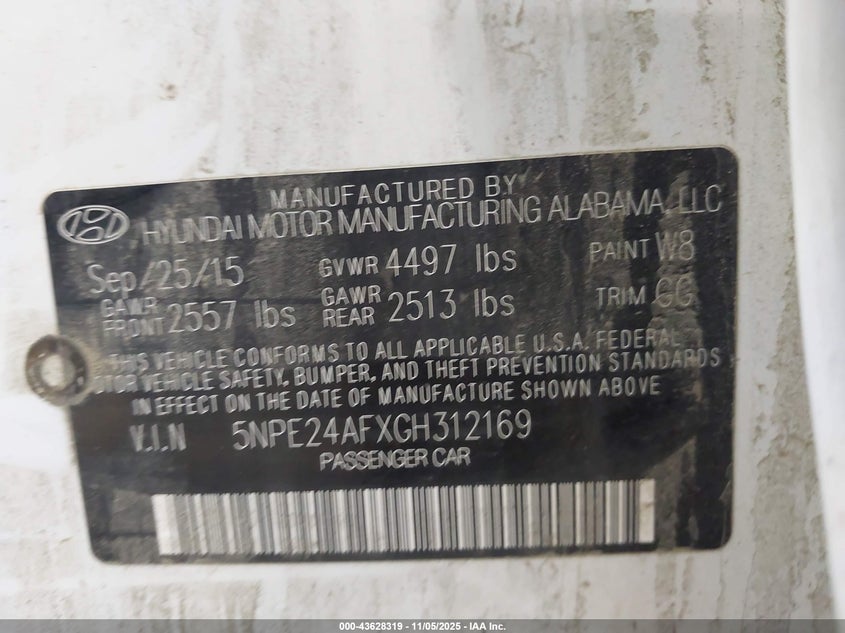 MANUFACTURED BY
HYUNDAI MOTOR MANUFACTURING ALABAMA, LLC
Sep/25/15 GVWR 4497 lbs PAINT W8
GAWR FRONT 2557 lbs GAWR REAR 2513 lbs TRIM GG
THIS VEHICLE CONFORMS TO ALL APPLICABLE U.S.A. FEDERAL
MOTOR VEHICLE SAFETY, BUMPER, AND THEFT PREVENTION STANDARDS
IN EFFECT ON THE DATE OF MANUFACTURE SHOWN ABOVE
V.I.N 5NPE24AFXGH312169
PASSENGER CAR
000-43628319 - 11/05/2025 - IAA Inc.